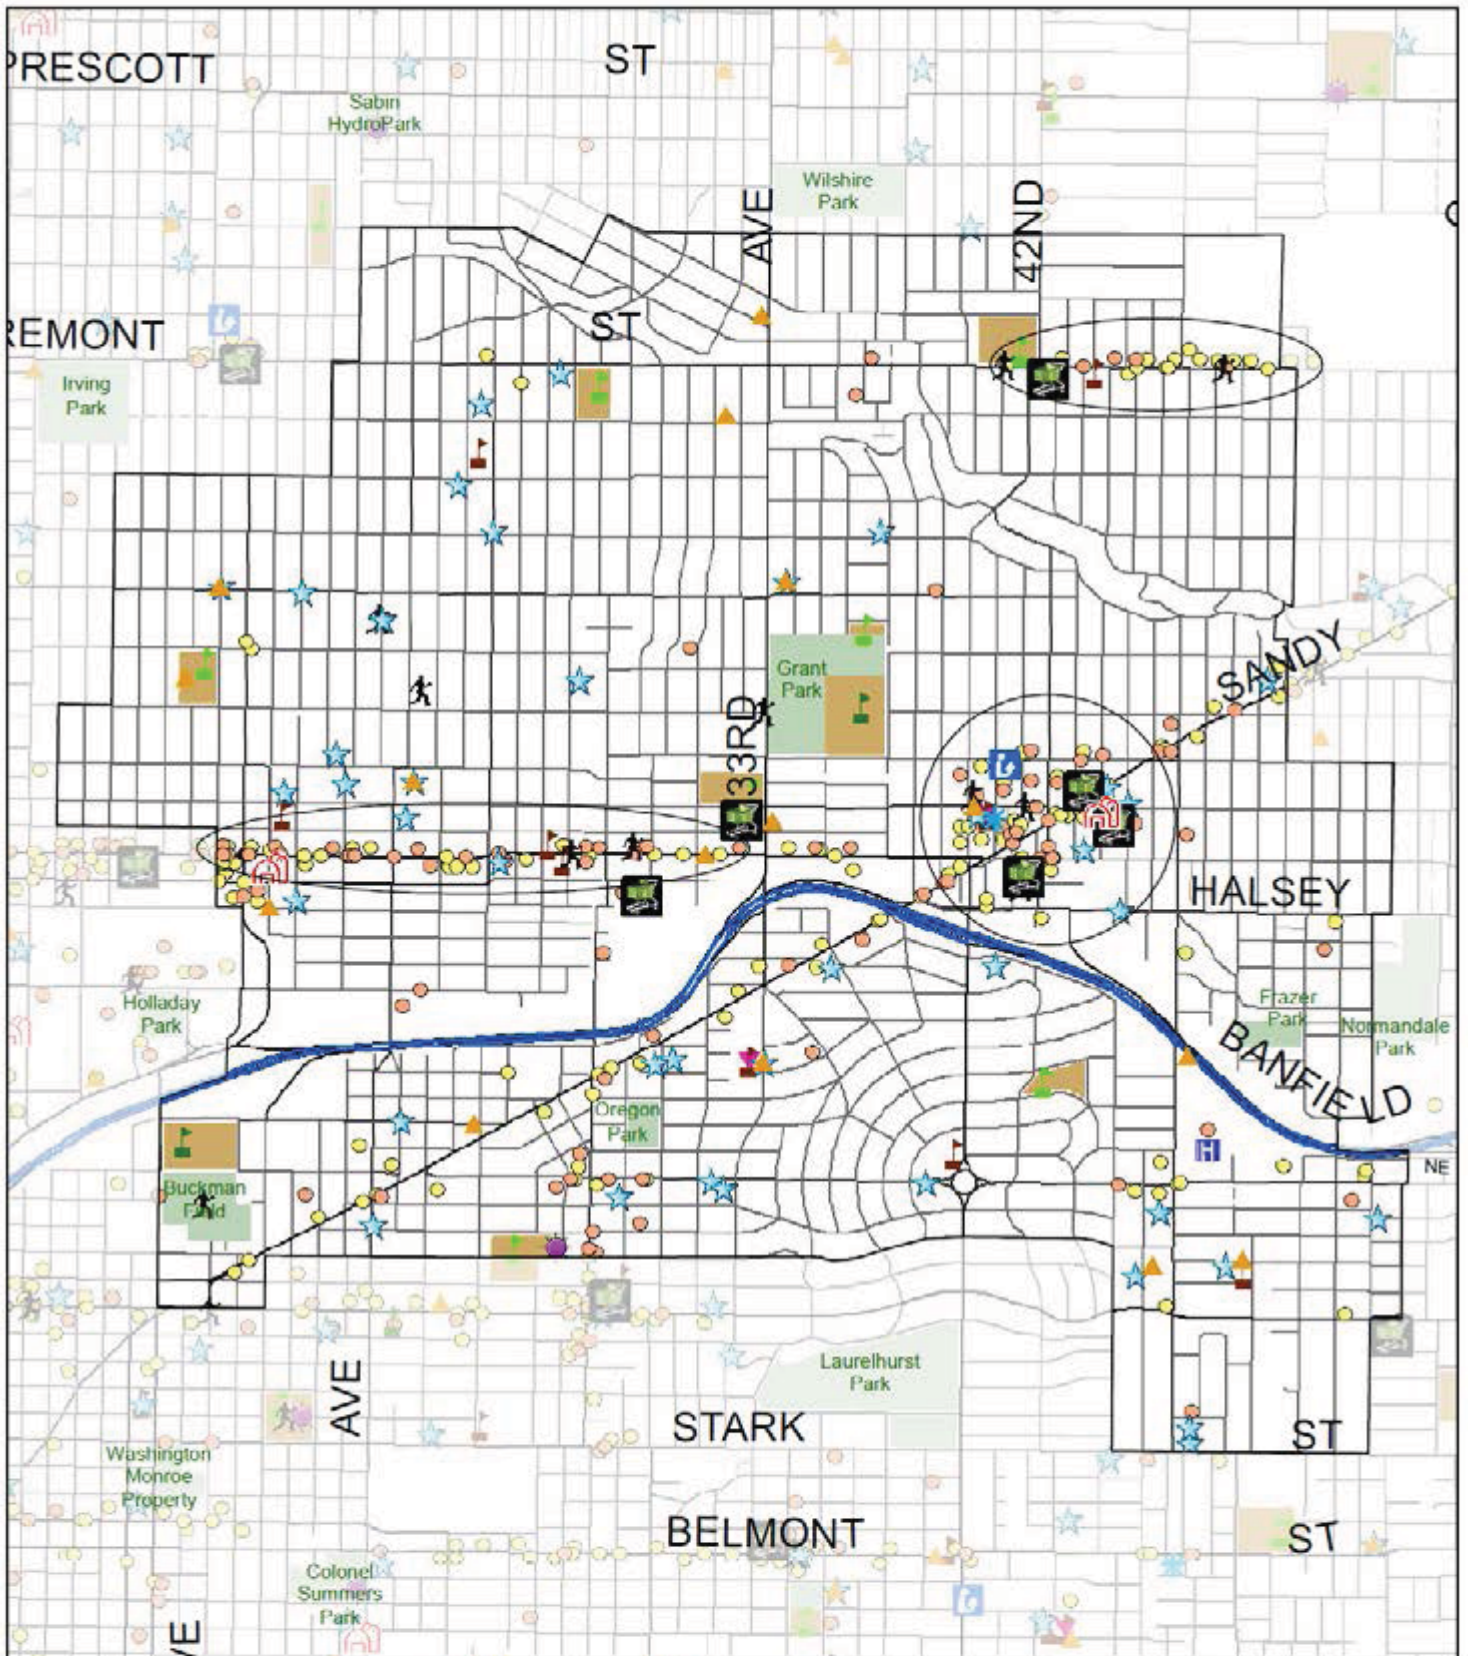 PRESCOTT
ST
Sabin
HydroPark
Wilshire
Park
AVE
42ND
REMONT
ST
Irving
Park
SANDY
Grant
Park
33RD
HALSEY
Holladay
Park
Frazer
Park
Normandale
Park
BANFIELD
Oregon
Park
NE
Buckman
Field
Laurelhurst
Park
AVE
STARK
ST
Washington
Monroe
Property
BELMONT
ST
Colonel
Summers
Park
VE
H